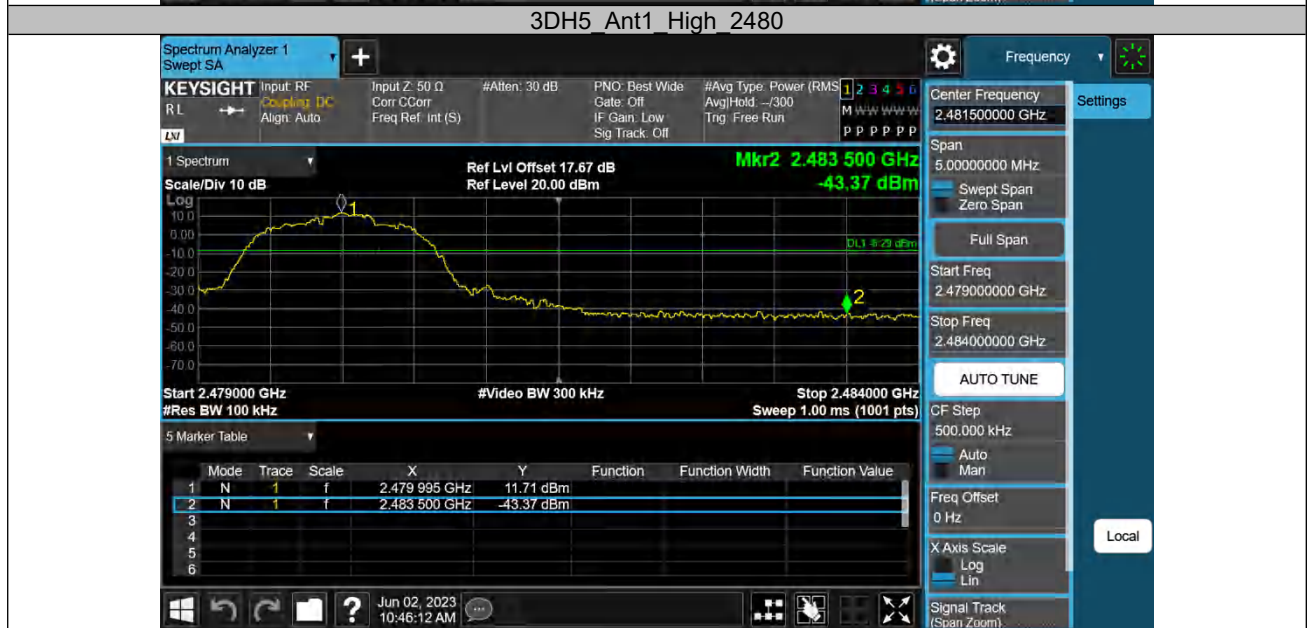 3DH5_Ant1_High_2480
Spectrum Analyzer 1
Swept SA
Frequency
KEYSIGHT
R L
LXI
Input: RF
Coupling: DC
Align: Auto
Input Z: 50 Ω
Corr CCorr
Freq Ref: Int (S)
#Atten: 30 dB
PNO: Best Wide
Gate: Off
IF Gain: Low
Sig Track: Off
#Avg Type: Power (RMS
Avg|Hold: --/300
Trig: Free Run
1 2 3 4 5 6
M W W W W W
P P P P P P
Center Frequency
2.481500000 GHz
Settings
1 Spectrum
Scale/Div 10 dB
Ref Lvl Offset 17.67 dB
Ref Level 20.00 dBm
Mkr2 2.483 500 GHz
-43.37 dBm
Span
5.00000000 MHz
Swept Span
Zero Span
Log
10.0
0.00
-10.0
-20.0
-30.0
-40.0
-50.0
-60.0
-70.0
1
2
DL1 -8.29 dBm
Full Span
Start Freq
2.479000000 GHz
Stop Freq
2.484000000 GHz
AUTO TUNE
Start 2.479000 GHz
#Video BW 300 kHz
Stop 2.484000 GHz
#Res BW 100 kHz
Sweep 1.00 ms (1001 pts)
CF Step
500.000 kHz
Auto
Man
5 Marker Table
Mode Trace Scale X Y Function Function Width Function Value
1 N 1 f 2.479 995 GHz 11.71 dBm
2 N 1 f 2.483 500 GHz -43.37 dBm
3
4
5
6
Freq Offset
0 Hz
Local
X Axis Scale
Log
Lin
? Jun 02, 2023
10:46:12 AM
Signal Track
(Span Zoom)